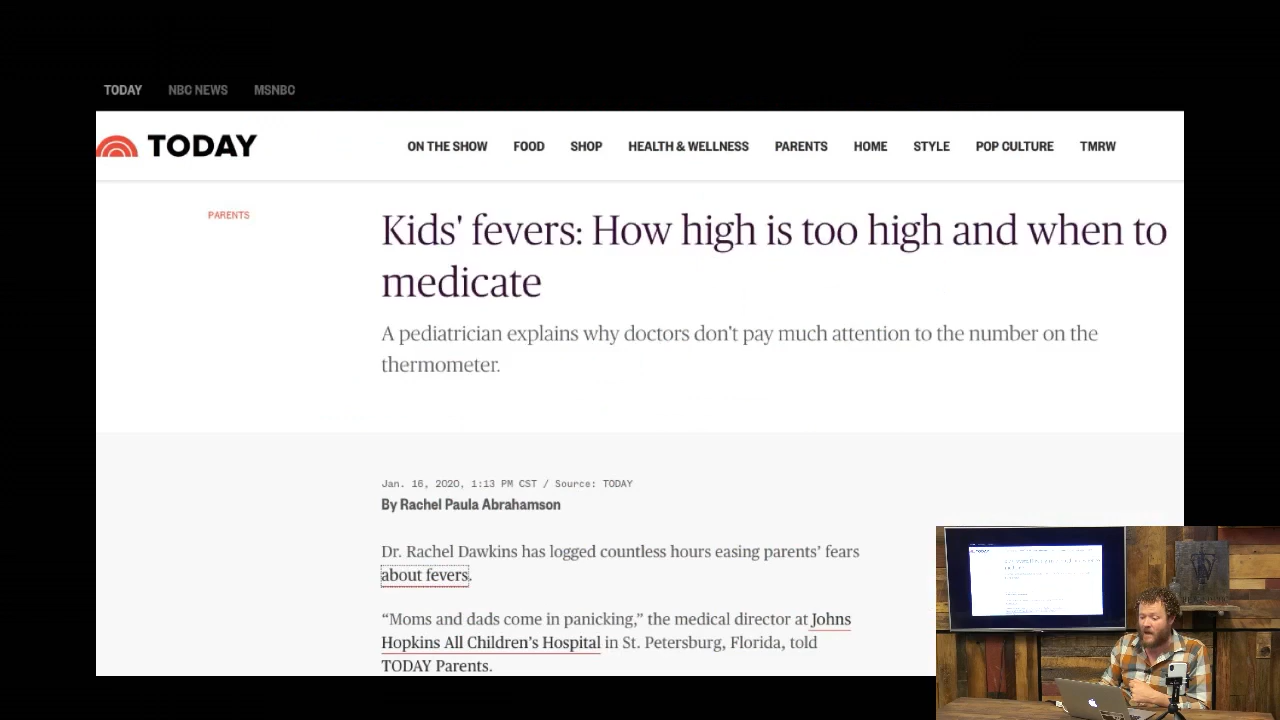 TODAY NBC NEWS MSNBC
TODAY ON THE SHOW FOOD SHOP HEALTH & WELLNESS PARENTS HOME STYLE POP CULTURE TMRW
PARENTS
Kids' fevers: How high is too high and when to
medicate
A pediatrician explains why doctors don't pay much attention to the number on the
thermometer.
Jan. 16, 2020, 1:13 PM CST / Source: TODAY
By Rachel Paula Abrahamson
Dr. Rachel Dawkins has logged countless hours easing parents' fears
about fevers.
“Moms and dads come in panicking,” the medical director at Johns
Hopkins All Children's Hospital in St. Petersburg, Florida, told
TODAY Parents.
TODAY